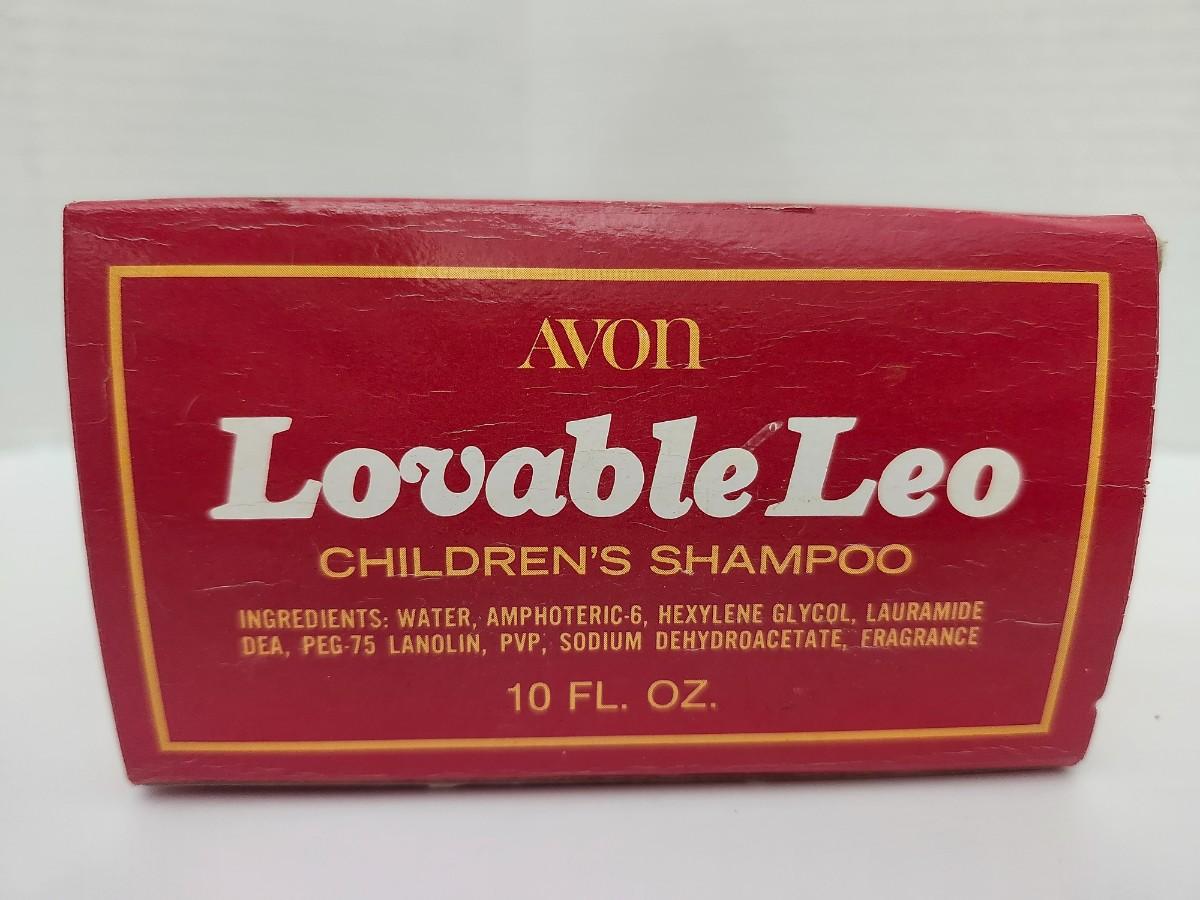 AVON
Lovable Leo
CHILDREN'S SHAMPOO
INGREDIENTS: WATER, AMPHOTERIC-6, HEXYLENE GLYCOL, LAURAMIDE
DEA, PEG-75 LANOLIN, PVP, SODIUM DEHYDROACETATE, FRAGRANCE
10 FL. OZ.